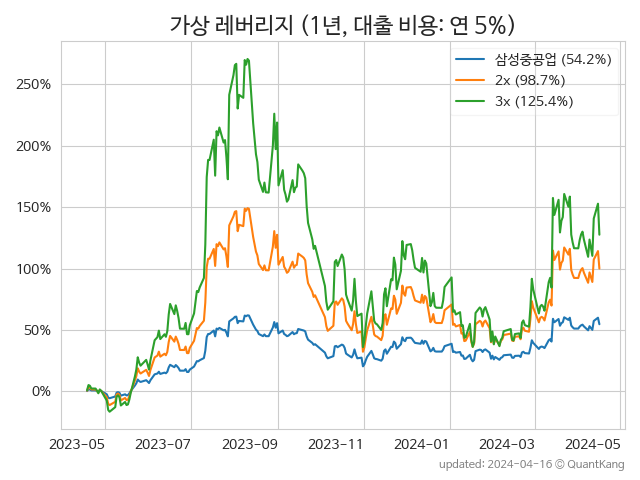 가상 레버리지 (1년, 대출 비용: 연 5%)
삼성중공업 (54.2%)
2x (98.7%)
3x (125.4%)
250%
200%
150%
100%
50%
0%
2023-05 2023-07 2023-09 2023-11 2024-01 2024-03 2024-05
updated: 2024-04-16 © QuantKang